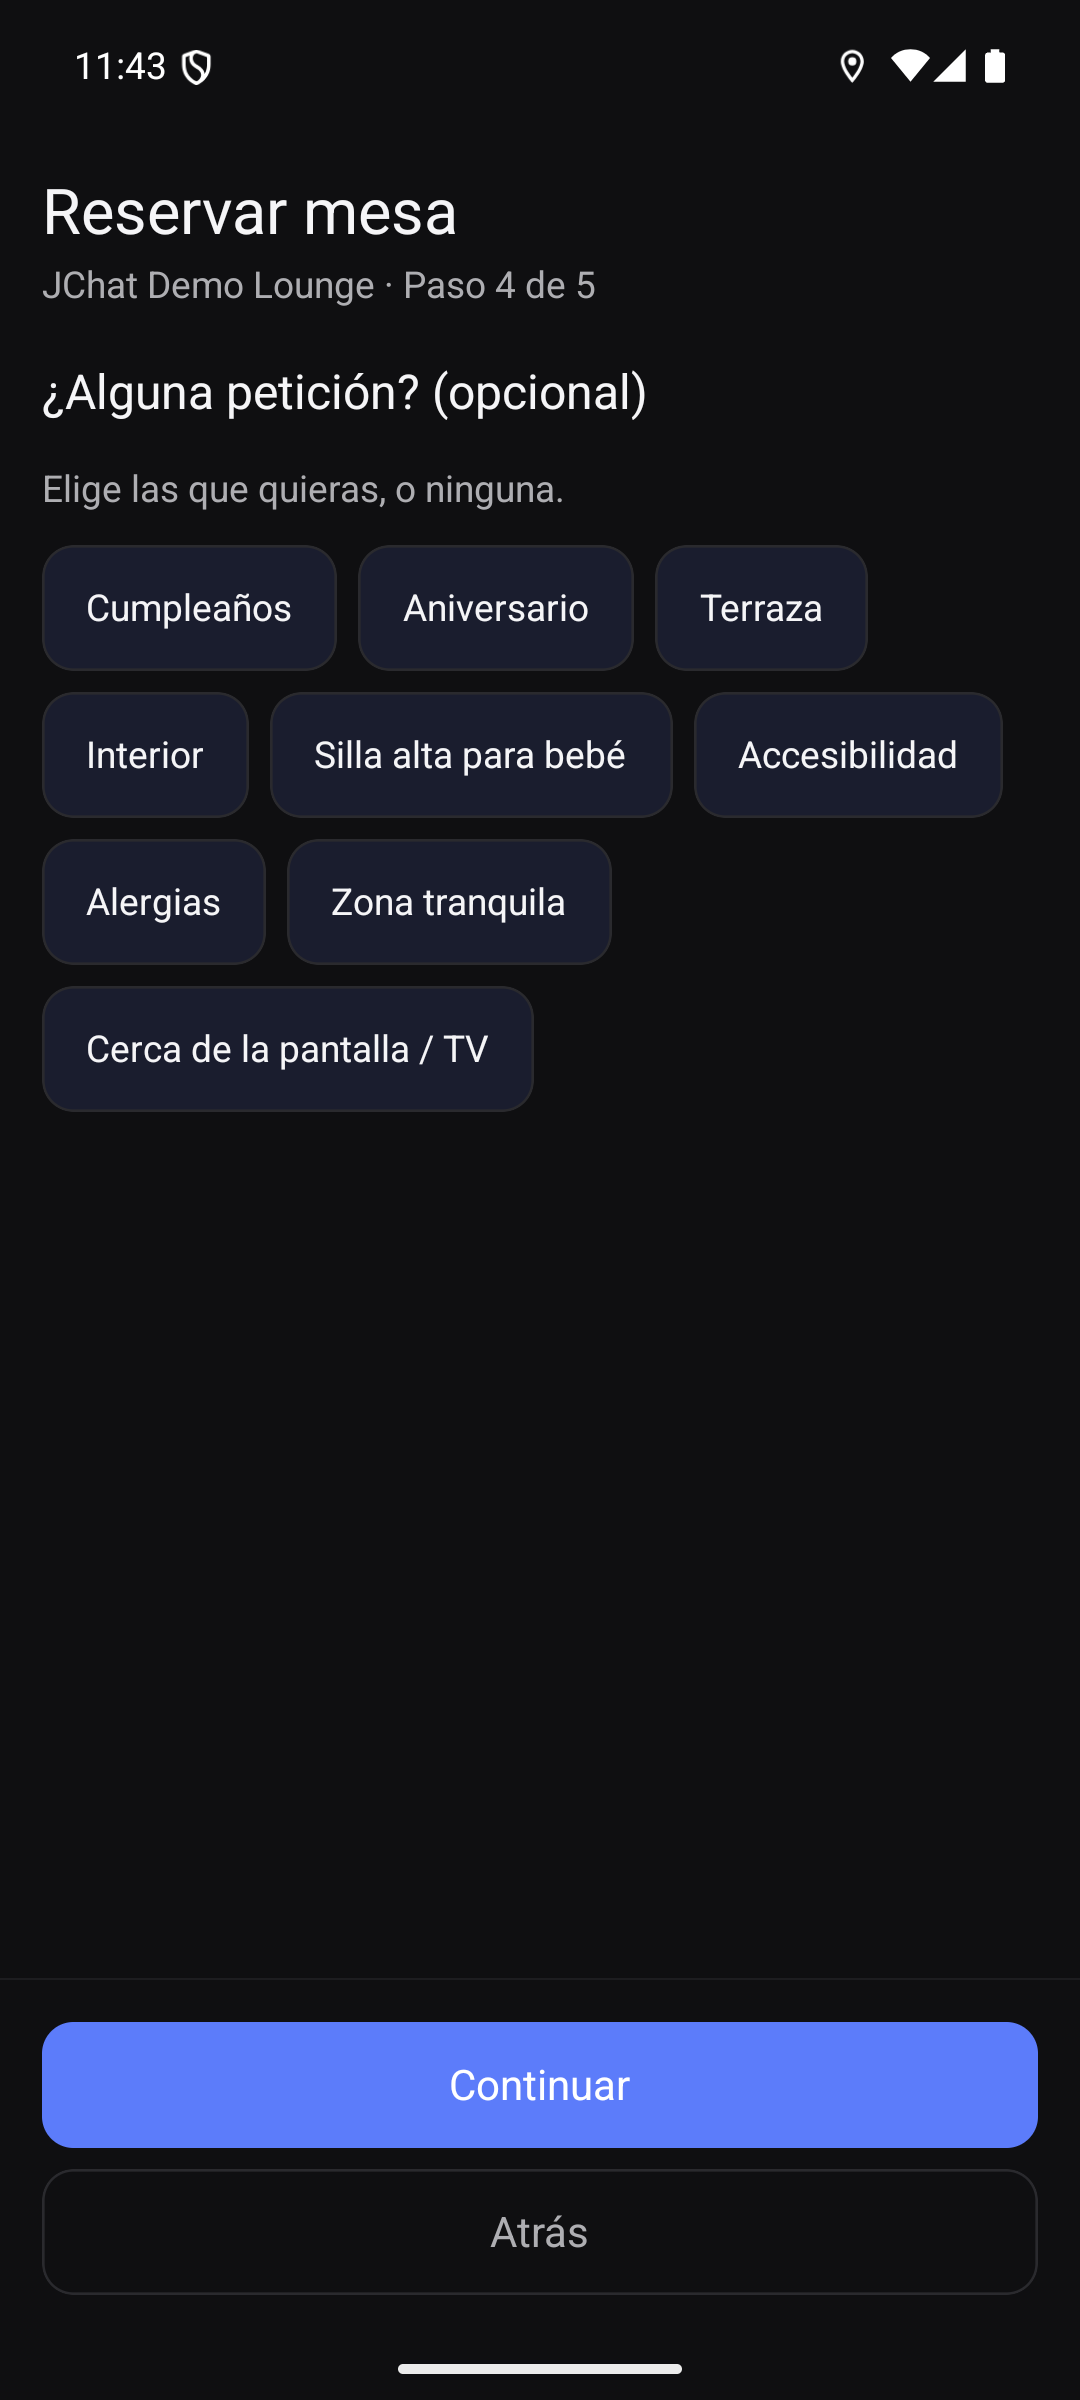 11:43
Reservar mesa
JChat Demo Lounge · Paso 4 de 5
¿Alguna petición? (opcional)
Elige las que quieras, o ninguna.
Cumpleaños Aniversario Terraza
Interior Silla alta para bebé Accesibilidad
Alergias Zona tranquila
Cerca de la pantalla / TV
Continuar
Atrás